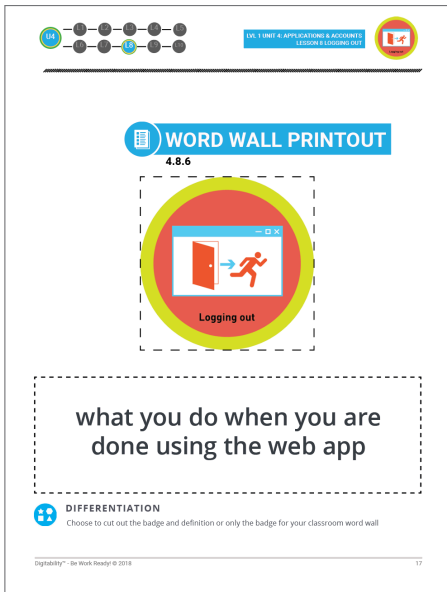 U4
L1 L2 L3 L4 L5
L6 L7 L8 L9
LVL 1 UNIT 4: APPLICATIONS & ACCOUNTS
LESSON 8 LOGGING OUT
WORD WALL PRINTOUT
4.8.6
Logging out
what you do when you are
done using the web app
DIFFERENTIATION
Choose to cut out the badge and definition or only the badge for your classroom word wall
Digitability™ - Be Work Ready! © 2018
17